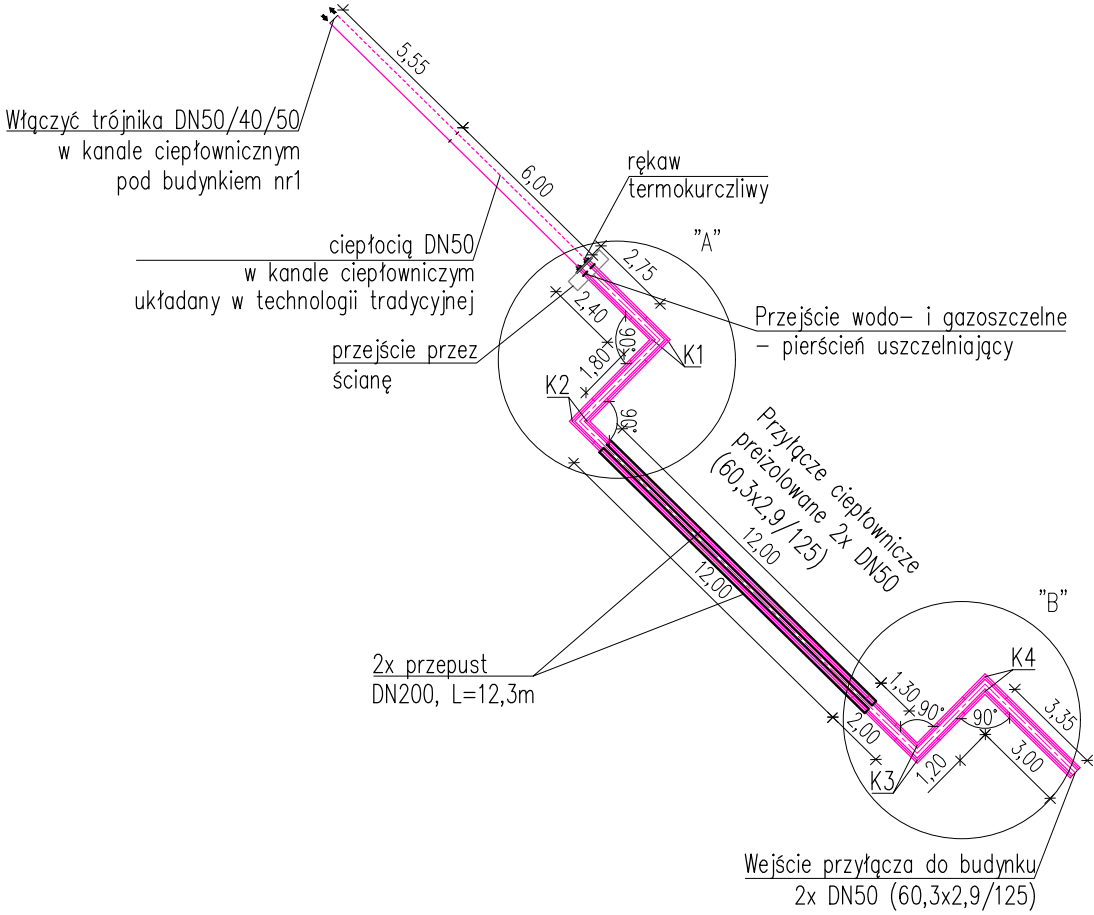 5,55
Włączyć trójnika DN50/40/50
w kanale ciepłownicznym
pod budynkiem nr1
6,00
rękaw
termokurczliwy
"A"
ciepłociąg DN50
w kanale ciepłowniczym
układany w technologii tradycyjnej
2,75
2,40
Przejście wodo- i gazoszczelne
- pierścień uszczelniający
przejście przez
ścianę
90°
K1
1,80
K2
90°
Przyłącze ciepłownicze
preizolowane 2x DN50
(60,3x2,9/125)
12,00
12,00
"B"
2x przepust
DN200, L=12,3m
K4
1,30
90°
90°
3,35
2,00
3,00
1,20
K3
Wejście przyłącza do budynku
2x DN50 (60,3x2,9/125)